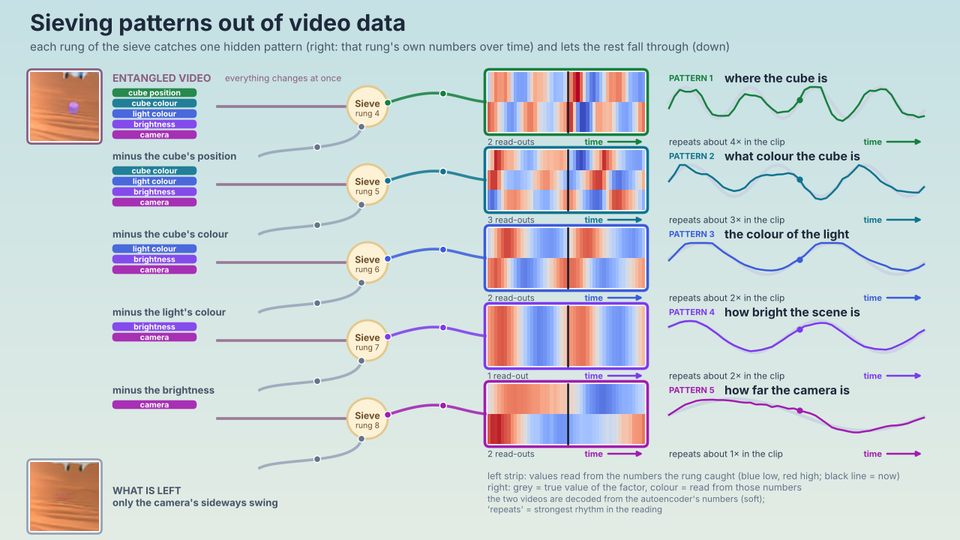 Sieving patterns out of video data
each rung of the sieve catches one hidden pattern (right: that rung's own numbers over time) and lets the rest fall through (down)
ENTANGLED VIDEO everything changes at once
cube position
cube colour
light colour
brightness
camera
Sieve
rung 4
2 read-outs time
PATTERN 1 where the cube is
repeats about 4× in the clip time
minus the cube's position
cube colour
light colour
brightness
camera
Sieve
rung 5
3 read-outs time
PATTERN 2 what colour the cube is
repeats about 3× in the clip time
minus the cube's colour
light colour
brightness
camera
Sieve
rung 6
2 read-outs time
PATTERN 3 the colour of the light
repeats about 2× in the clip time
minus the light's colour
brightness
camera
Sieve
rung 7
1 read-out time
PATTERN 4 how bright the scene is
repeats about 2× in the clip time
minus the brightness
camera
Sieve
rung 8
2 read-outs time
PATTERN 5 how far the camera is
repeats about 1× in the clip time
WHAT IS LEFT
only the camera's sideways swing
left strip: values read from the numbers the rung caught (blue low, red high; black line = now)
right: grey = true value of the factor, colour = read from those numbers
the two videos are decoded from the autoencoder's numbers (soft);
'repeats' = strongest rhythm in the reading